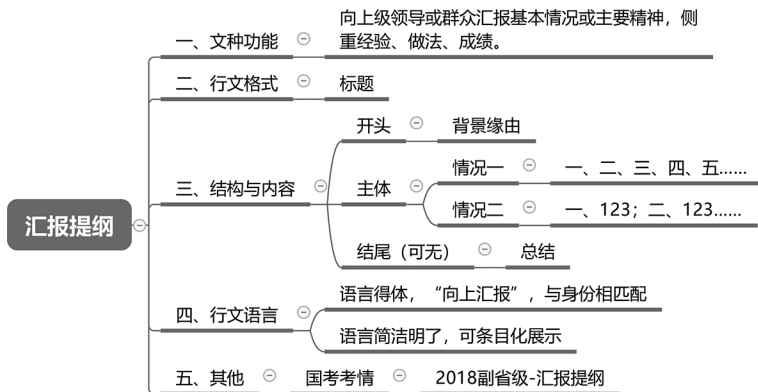 汇报提纲
一、文种功能
向上级领导或群众汇报基本情况或主要精神，侧
重经验、做法、成绩。
二、行文格式
标题
三、结构与内容
开头
背景缘由
主体
情况一
一、二、三、四、五......
情况二
一、123；二、123......
结尾（可无）
总结
四、行文语言
语言得体，“向上汇报”，与身份相匹配
语言简洁明了，可条目化展示
五、其他
国考考情
2018副省级-汇报提纲